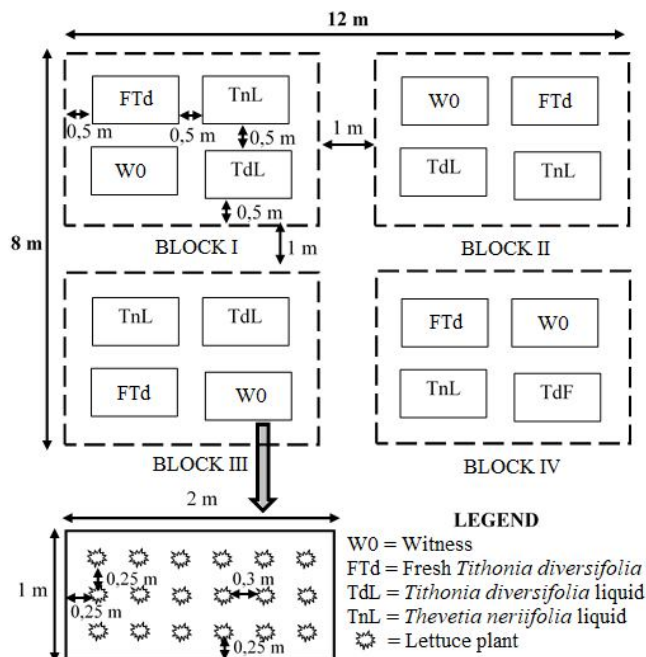 12 m
8 m
FTd
TnL
0,5 m
0,5 m
0,5 m
W0
TdL
0,5 m
BLOCK I
1 m
1 m
W0
FTd
TdL
TnL
BLOCK II
TnL
TdL
FTd
W0
BLOCK III
FTd
W0
TnL
TdF
BLOCK IV
2 m
1 m
0,25 m
0,3 m
0,25 m
0,25 m
LEGEND
W0 = Witness
FTd = Fresh Tithonia diversifolia
TdL = Tithonia diversifolia liquid
TnL = Thevetia neriifolia liquid
= Lettuce plant